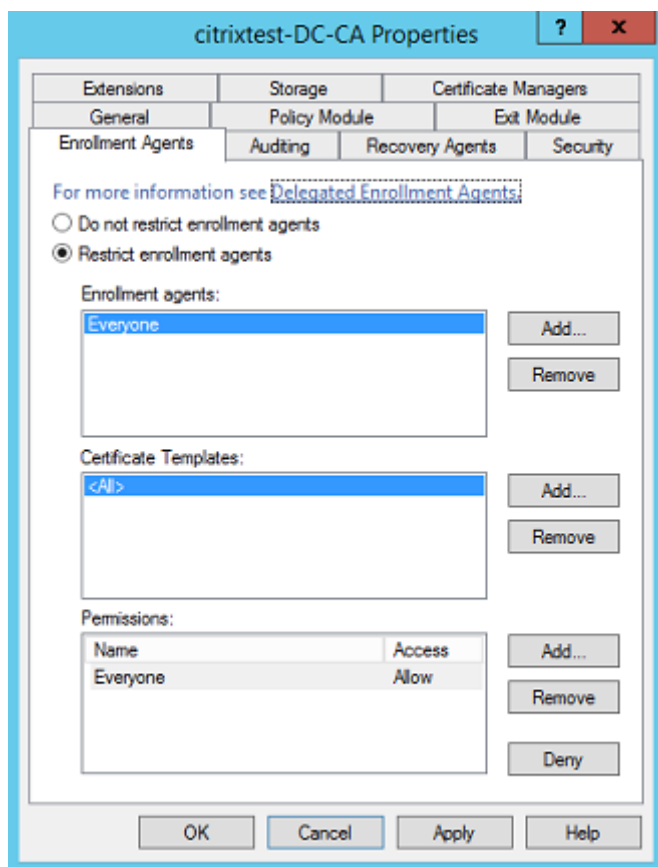 citrixtest-DC-CA Properties
? x
Extensions Storage Certificate Managers
General Policy Module Exit Module
Enrollment Agents Auditing Recovery Agents Security
For more information see Delegated Enrollment Agents.
Do not restrict enrollment agents
Restrict enrollment agents
Enrollment agents:
Everyone
Add...
Remove
Certificate Templates:
<All>
Add...
Remove
Permissions:
Name Access
Everyone Allow
Add...
Remove
Deny
OK Cancel Apply Help